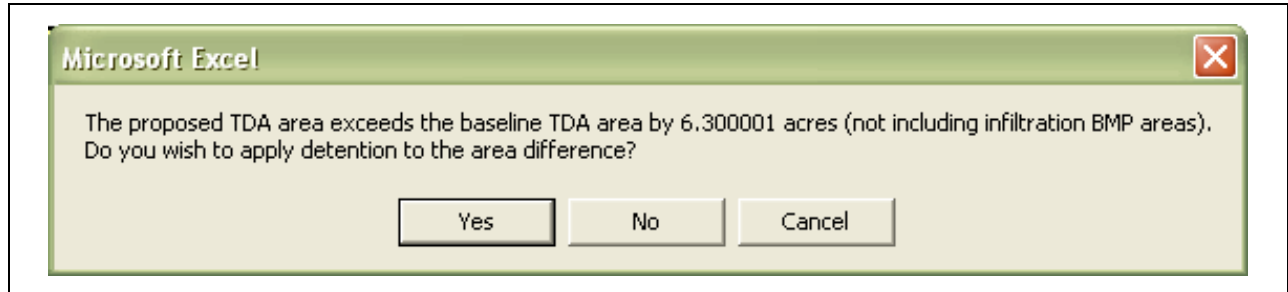 Microsoft Excel
The proposed TDA area exceeds the baseline TDA area by 6.300001 acres (not including infiltration BMP areas).
Do you wish to apply detention to the area difference?
Yes No Cancel